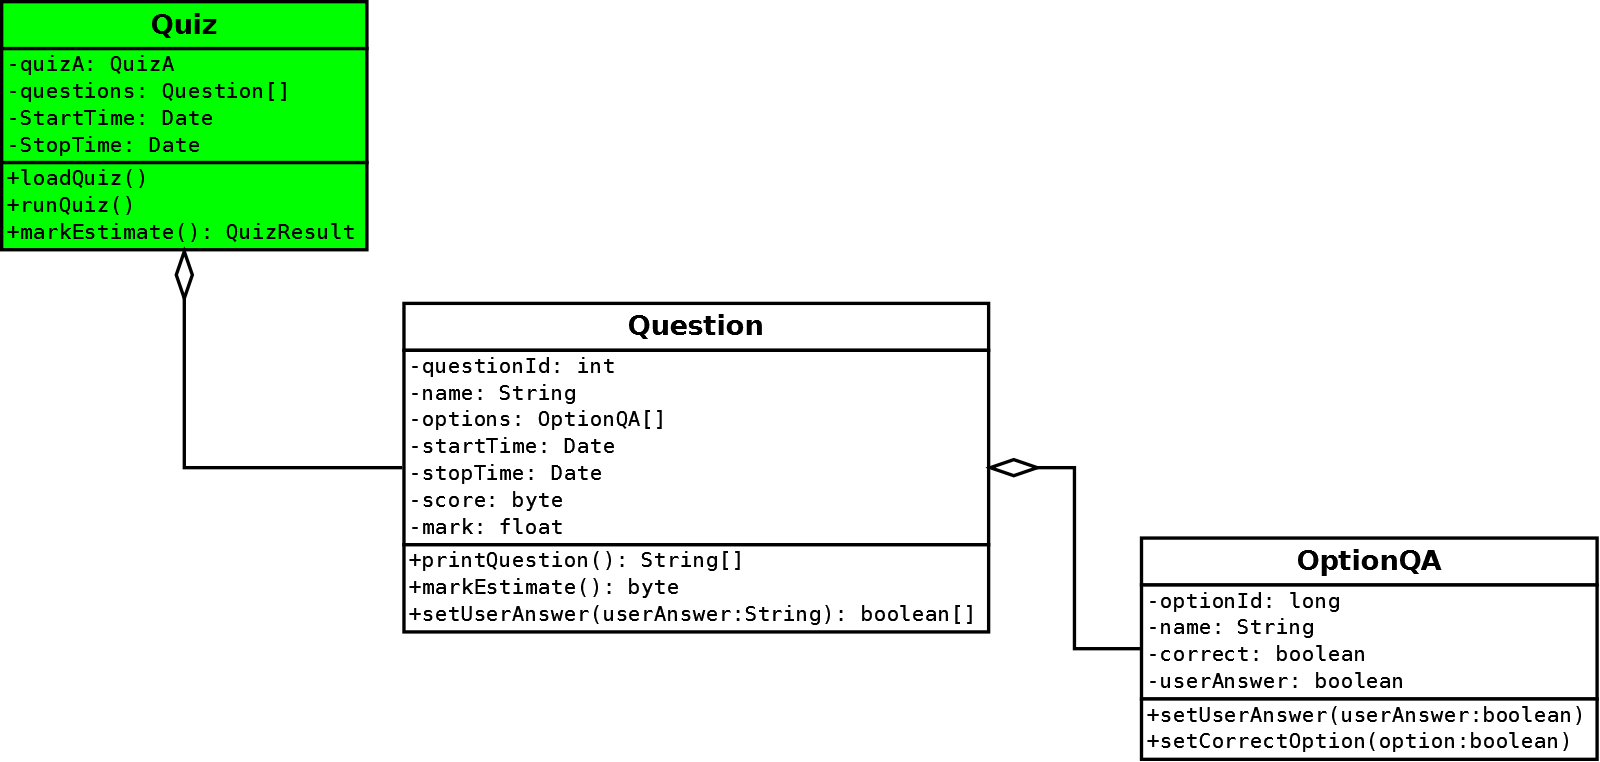 Quiz
-quizA: QuizA
-questions: Question[]
-StartTime: Date
-StopTime: Date
+loadQuiz()
+runQuiz()
+markEstimate(): QuizResult
Question
-questionId: int
-name: String
-options: OptionQA[]
-startTime: Date
-stopTime: Date
-score: byte
-mark: float
+printQuestion(): String[]
+markEstimate(): byte
+setUserAnswer(userAnswer:String): boolean[]
OptionQA
-optionId: long
-name: String
-correct: boolean
-userAnswer: boolean
+setUserAnswer(userAnswer:boolean)
+setCorrectOption(option:boolean)